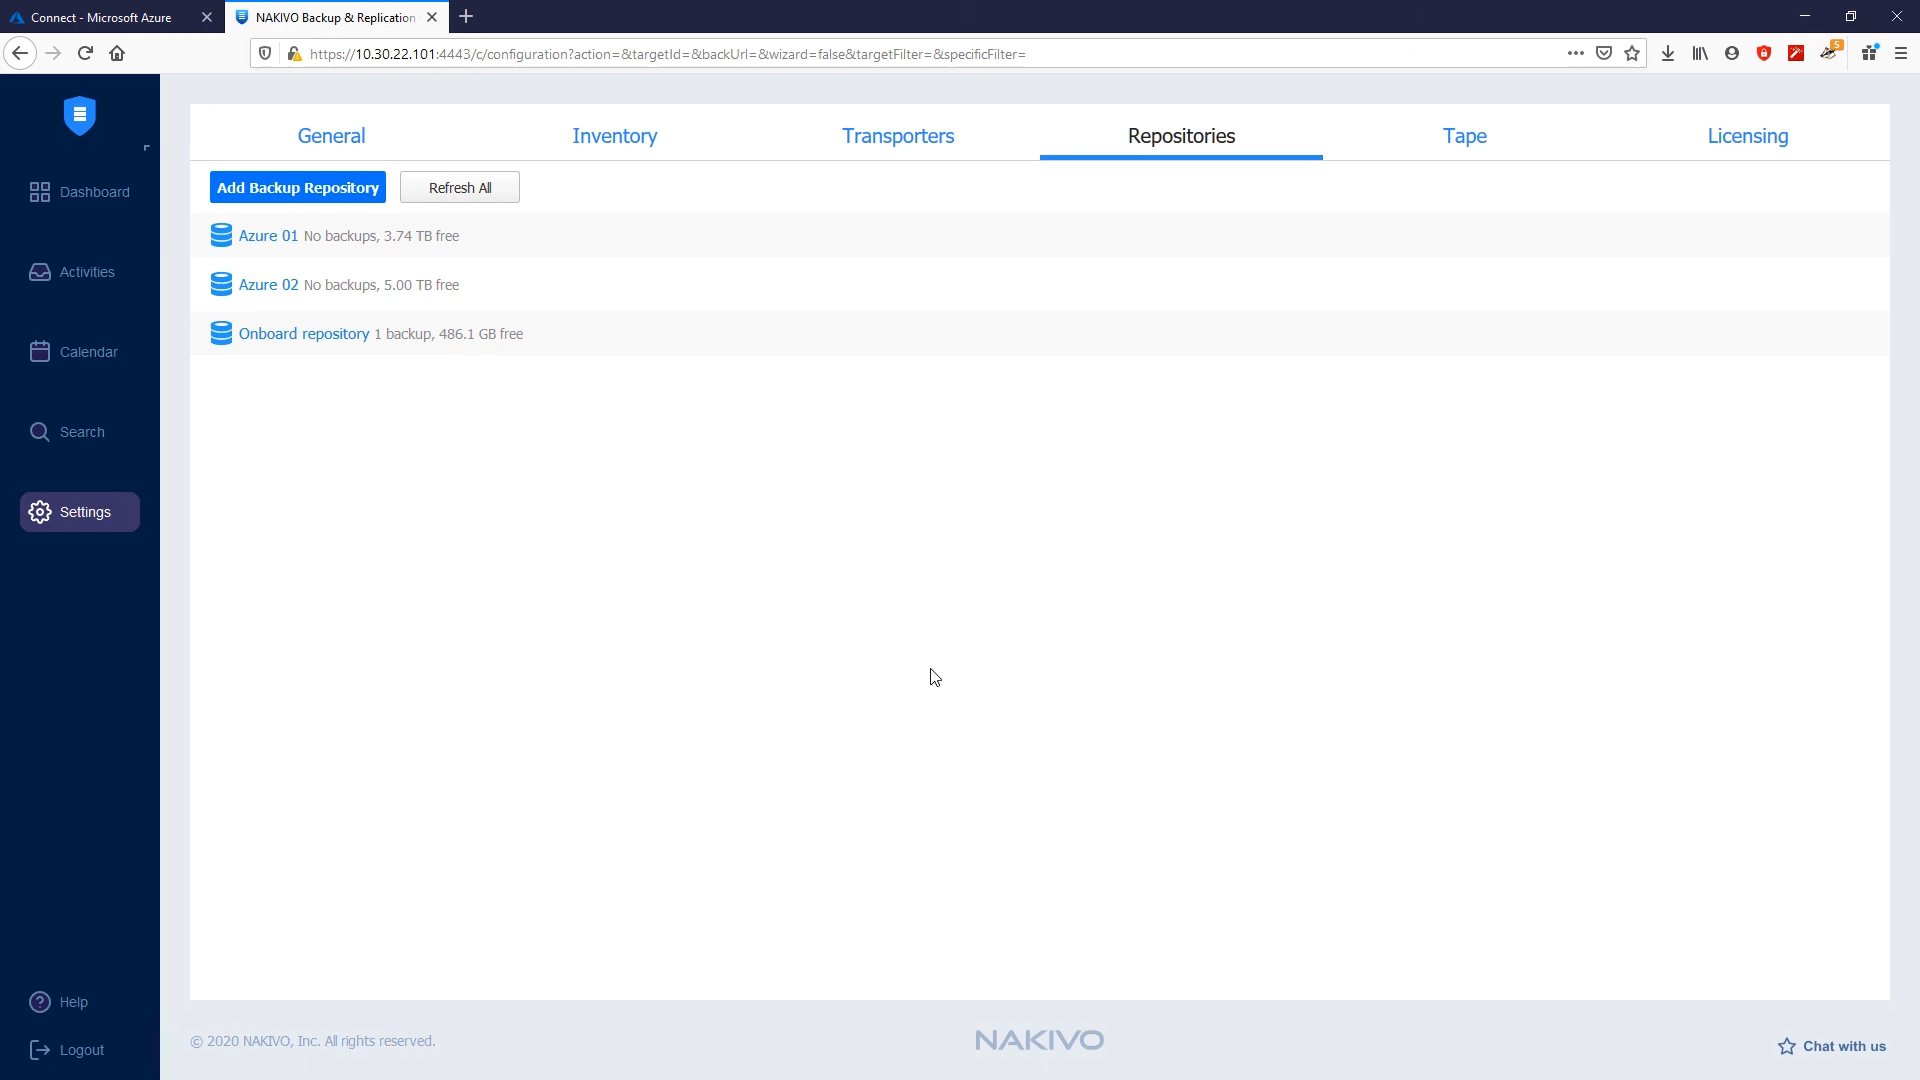 Connect - Microsoft Azure
NAKIVO Backup & Replication
https://10.30.22.101:4443/c/configuration?action=&targetId=&backUrl=&wizard=false&targetFilter=&specificFilter=
5
General
Inventory
Transporters
Repositories
Tape
Licensing
Dashboard
Activities
Calendar
Search
Settings
Help
Logout
Add Backup Repository
Refresh All
Azure 01 No backups, 3.74 TB free
Azure 02 No backups, 5.00 TB free
Onboard repository 1 backup, 486.1 GB free
© 2020 NAKIVO, Inc. All rights reserved.
NAKIVO
Chat with us